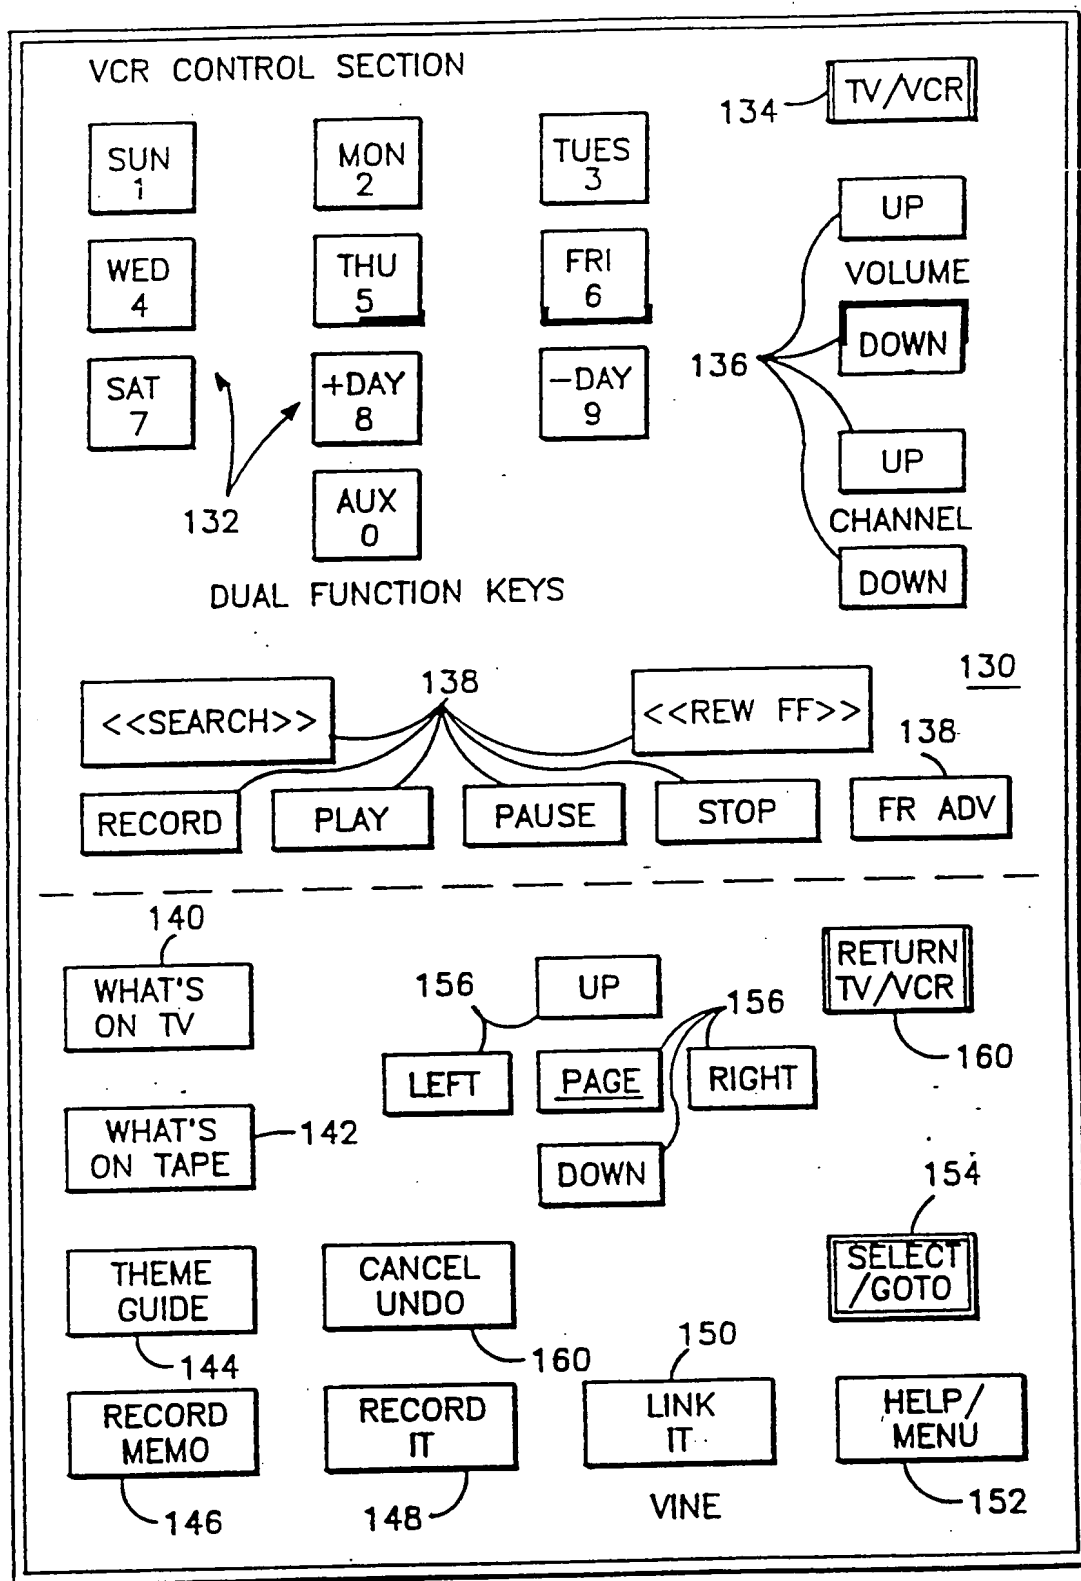 VCR CONTROL SECTION
134
TV/VCR
SUN
1
MON
2
TUES
3
UP
VOLUME
DOWN
WED
4
THU
5
FRI
6
136
SAT
7
+DAY
8
-DAY
9
UP
CHANNEL
DOWN
132
AUX
0
DUAL FUNCTION KEYS
130
<<SEARCH>>
138
<<REW FF>>
138
RECORD
PLAY
PAUSE
STOP
FR ADV
140
WHAT'S
ON TV
156
UP
156
RETURN
TV/VCR
160
LEFT
PAGE
RIGHT
WHAT'S
ON TAPE
142
DOWN
154
THEME
GUIDE
144
CANCEL
UNDO
160
SELECT
/GOTO
150
RECORD
MEMO
146
RECORD
IT
148
LINK
IT
HELP/
MENU
152
VINE